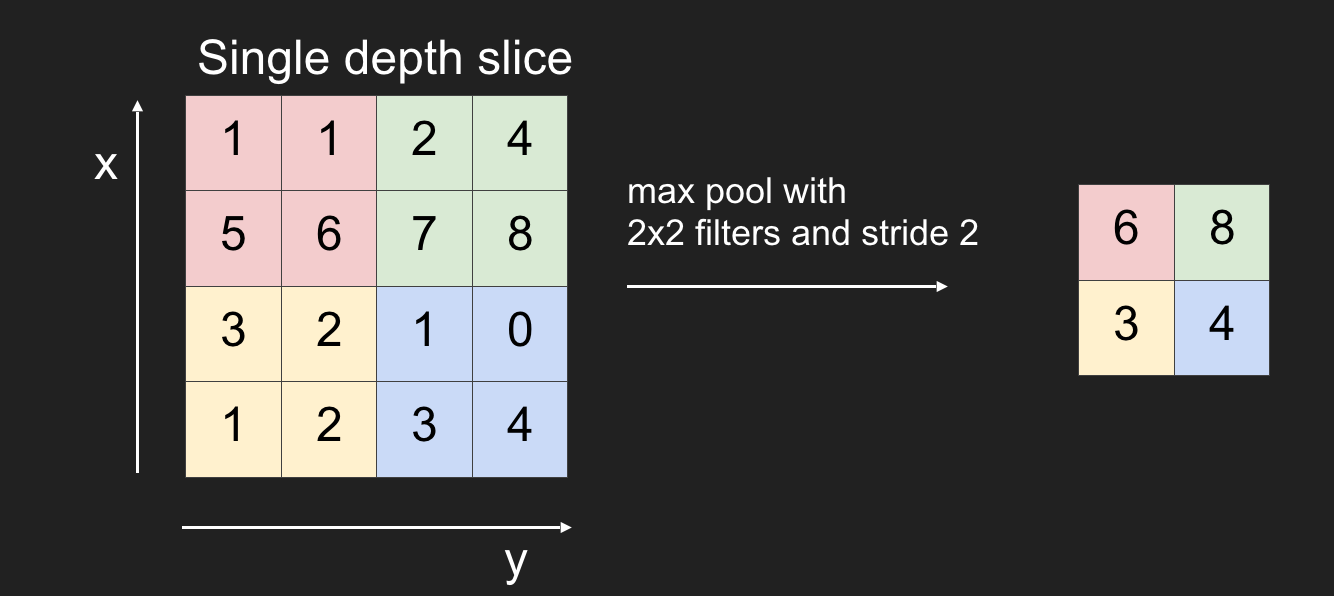 Single depth slice
x
1 1 2 4
5 6 7 8
3 2 1 0
1 2 3 4
y
max pool with
2x2 filters and stride 2
6 8
3 4